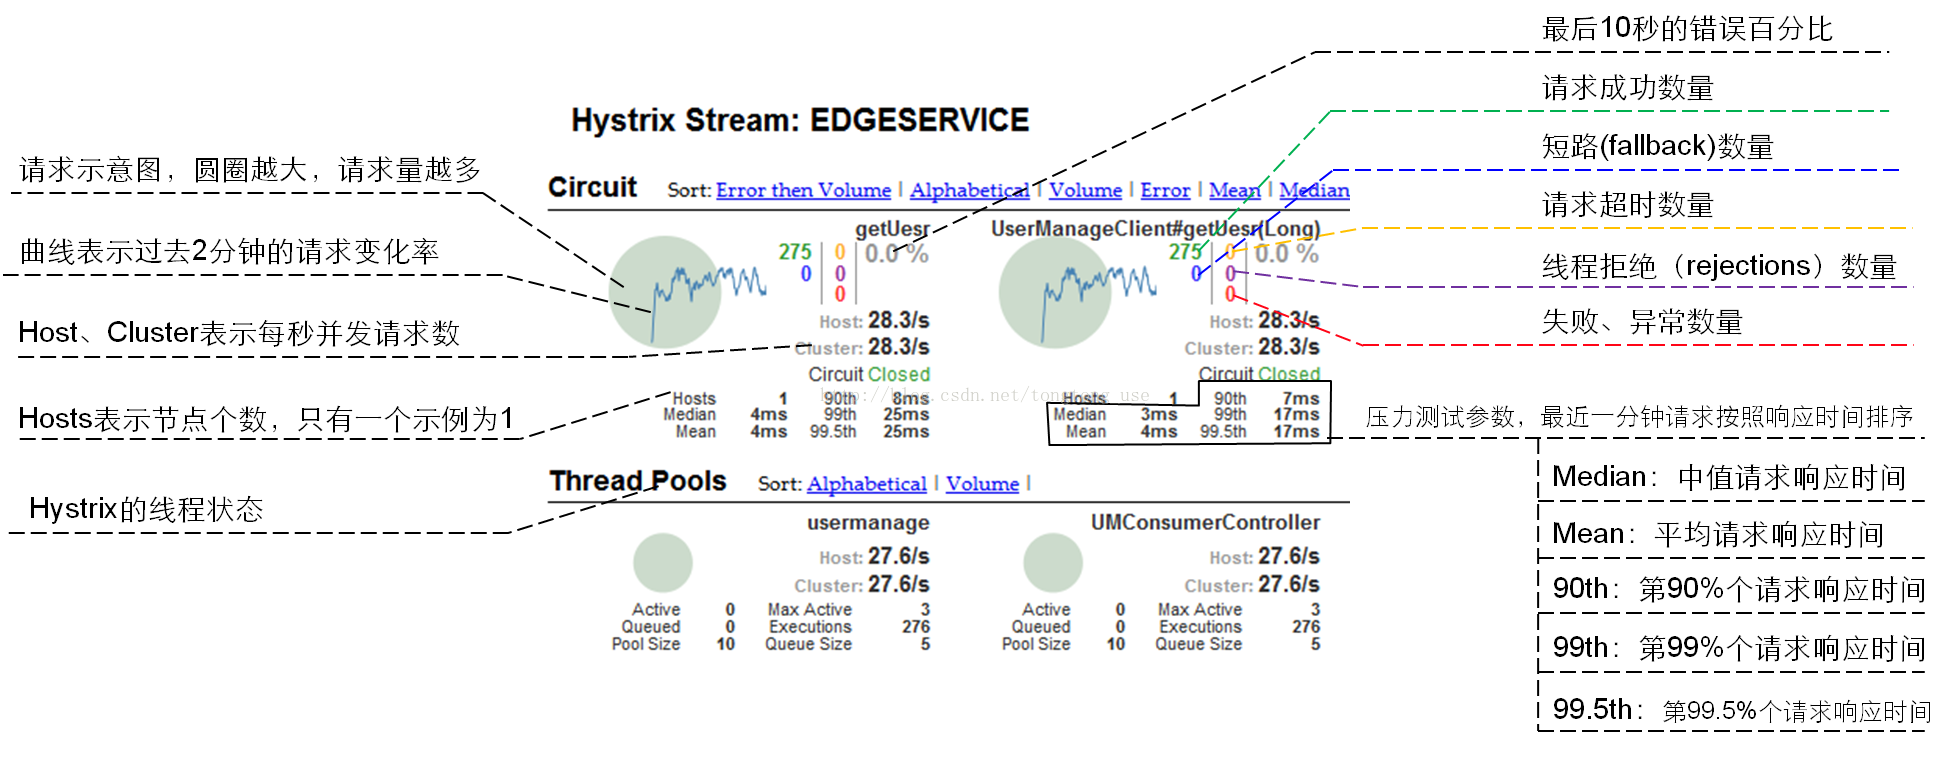 最后10秒的错误百分比
请求成功数量
短路(fallback)数量
请求超时数量
线程拒绝（rejections）数量
失败、异常数量
请求示意图，圆圈越大，请求量越多
曲线表示过去2分钟的请求变化率
Host、Cluster表示每秒并发请求数
Hosts表示节点个数，只有一个示例为1
Hystrix的线程状态
Hystrix Stream: EDGESERVICE
Circuit Sort: Error then Volume | Alphabetical | Volume | Error | Mean | Median
getUesr
275 0 0.0 %
0 0
0
Host: 28.3/s
Cluster: 28.3/s
Circuit Closed
Hosts 1 90th 8ms
Median 4ms 99th 25ms
Mean 4ms 99.5th 25ms
UserManageClient#getUesr(Long)
275 0 0.0 %
0 0
0
Host: 28.3/s
Cluster: 28.3/s
Circuit Closed
Hosts 1 90th 7ms
Median 3ms 99th 17ms
Mean 4ms 99.5th 17ms
Thread Pools Sort: Alphabetical | Volume |
usermanage
Host: 27.6/s
Cluster: 27.6/s
Active 0 Max Active 3
Queued 0 Executions 276
Pool Size 10 Queue Size 5
UMConsumerController
Host: 27.6/s
Cluster: 27.6/s
Active 0 Max Active 3
Queued 0 Executions 276
Pool Size 10 Queue Size 5
压力测试参数，最近一分钟请求按照响应时间排序
Median：中值请求响应时间
Mean：平均请求响应时间
90th：第90%个请求响应时间
99th：第99%个请求响应时间
99.5th：第99.5%个请求响应时间